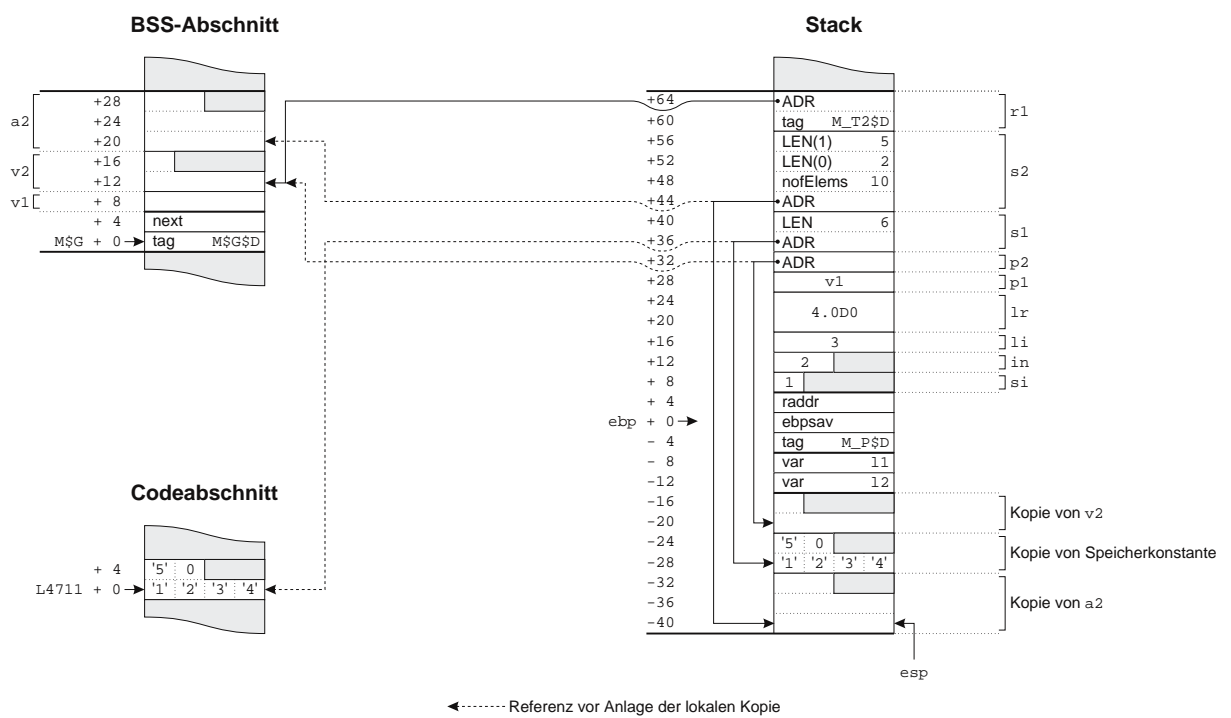 BSS-Abschnitt
a2
+28
+24
+20
v2
+16
+12
v1
+ 8
+ 4 next
M$G + 0 tag M$G$D
Codeabschnitt
+ 4 '5' 0
L4711 + 0 '1' '2' '3' '4'
Stack
+64 ADR
+60 tag M_T2$D
r1
+56 LEN(1) 5
+52 LEN(0) 2
+48 nofElems 10
+44 ADR
s2
+40 LEN 6
+36 ADR
s1
+32 ADR p2
+28 v1 p1
+24
+20
4.0D0 lr
+16 3 li
+12 2 in
+ 8 1 si
+ 4 raddr
ebp + 0 ebpsav
- 4 tag M_P$D
- 8 var l1
-12 var l2
-16
-20
Kopie von v2
-24 '5' 0
-28 '1' '2' '3' '4'
Kopie von Speicherkonstante
-32
-36
-40
Kopie von a2
esp
Referenz vor Anlage der lokalen Kopie